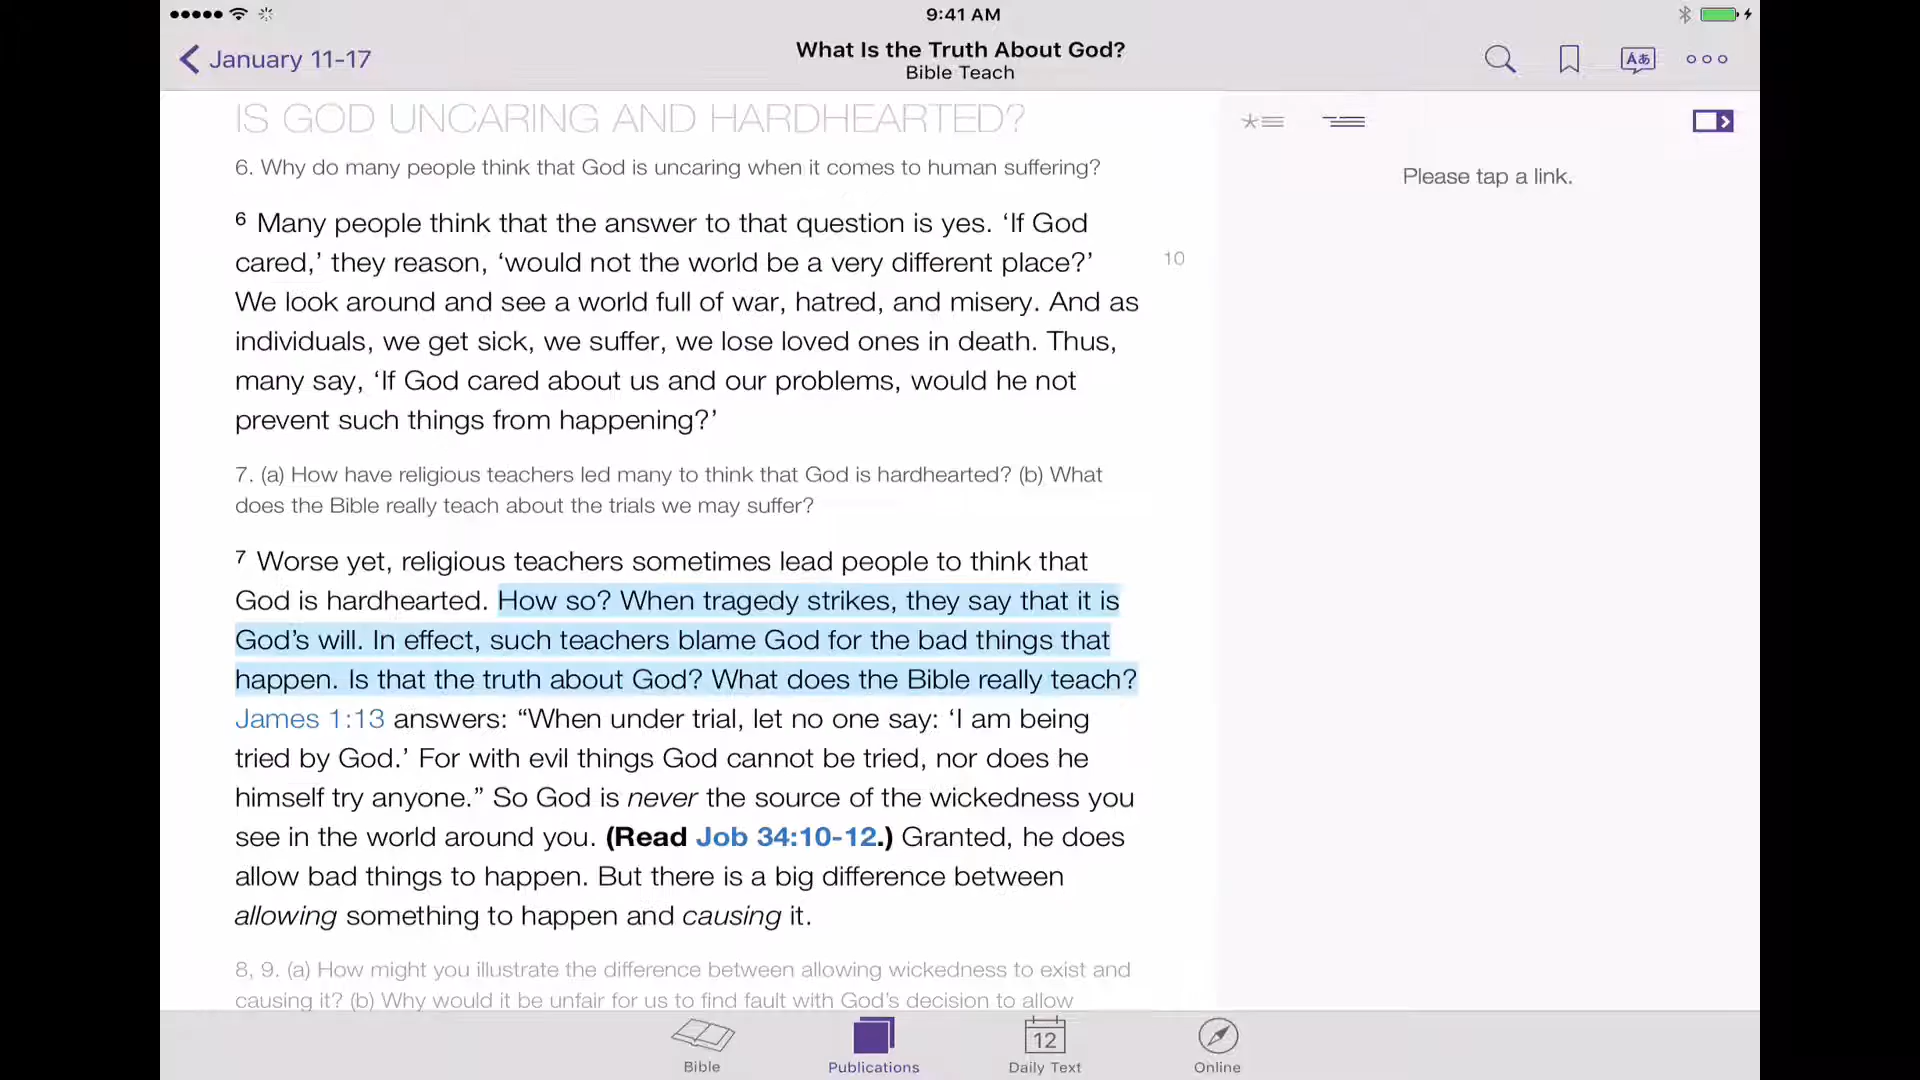 9:41 AM
January 11-17
What Is the Truth About God?
Bible Teach
Aあ
IS GOD UNCARING AND HARDHEARTED?
6. Why do many people think that God is uncaring when it comes to human suffering?
6 Many people think that the answer to that question is yes. ‘If God
cared,’ they reason, ‘would not the world be a very different place?’
10
We look around and see a world full of war, hatred, and misery. And as
individuals, we get sick, we suffer, we lose loved ones in death. Thus,
many say, ‘If God cared about us and our problems, would he not
prevent such things from happening?’
7. (a) How have religious teachers led many to think that God is hardhearted? (b) What
does the Bible really teach about the trials we may suffer?
7 Worse yet, religious teachers sometimes lead people to think that
God is hardhearted. How so? When tragedy strikes, they say that it is
God’s will. In effect, such teachers blame God for the bad things that
happen. Is that the truth about God? What does the Bible really teach?
James 1:13 answers: “When under trial, let no one say: ‘I am being
tried by God.’ For with evil things God cannot be tried, nor does he
himself try anyone.” So God is never the source of the wickedness you
see in the world around you. (Read Job 34:10-12.) Granted, he does
allow bad things to happen. But there is a big difference between
allowing something to happen and causing it.
8, 9. (a) How might you illustrate the difference between allowing wickedness to exist and
causing it? (b) Why would it be unfair for us to find fault with God’s decision to allow
Please tap a link.
Bible
Publications
12
Daily Text
Online